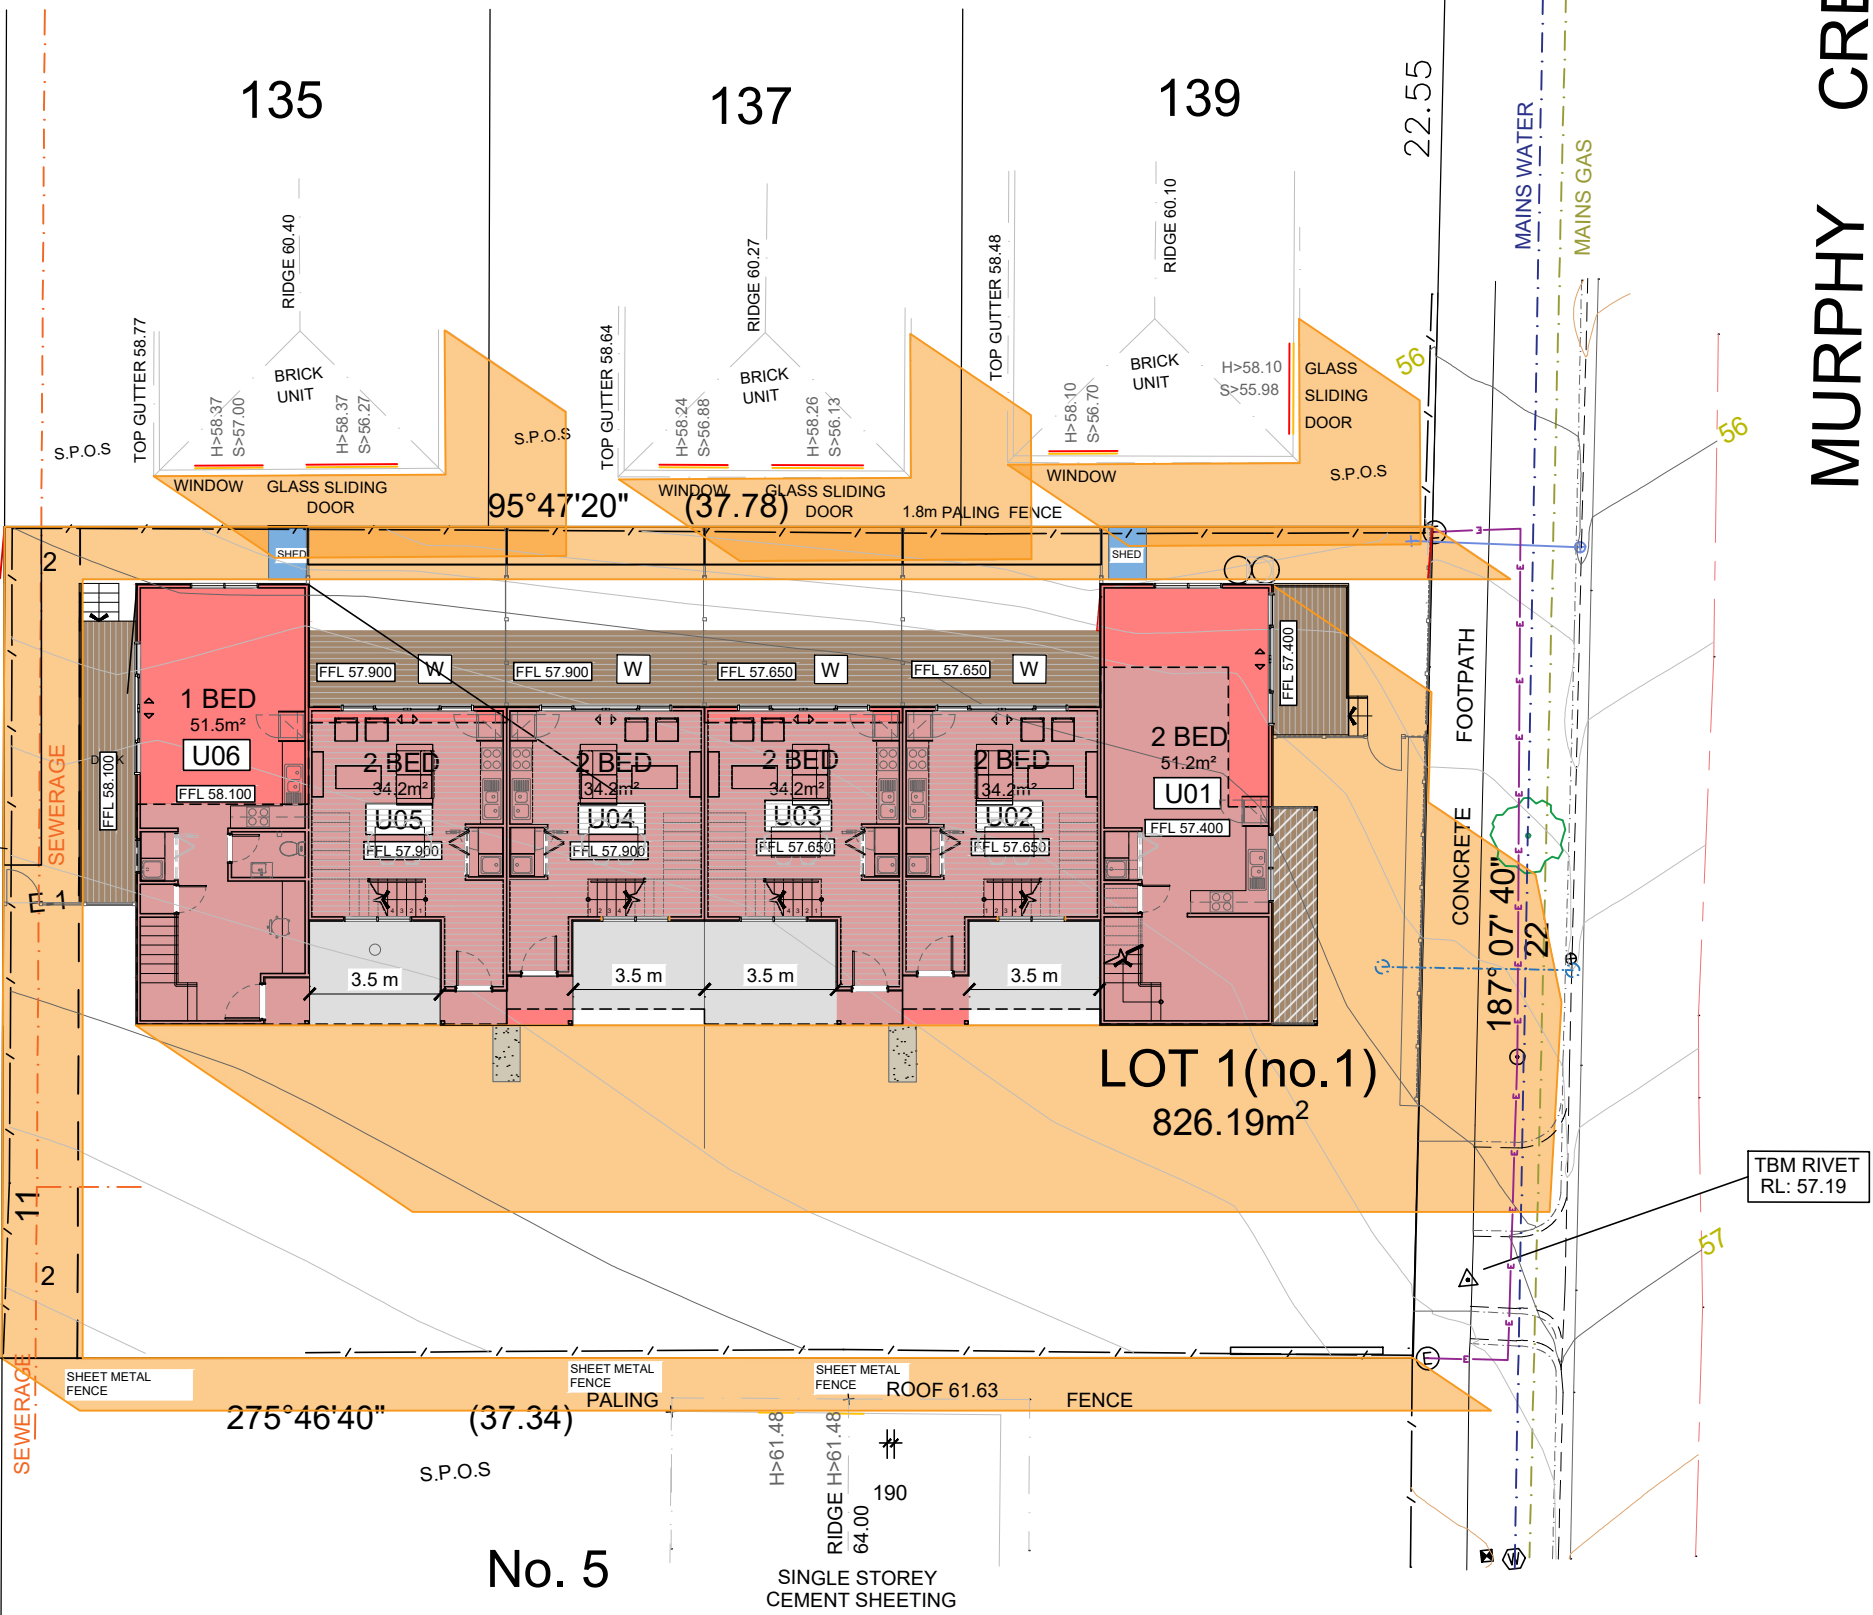 135
137
139
22.55
MURPHY CRE
MAINS WATER
MAINS GAS
RIDGE 60.40
RIDGE 60.27
RIDGE 60.10
TOP GUTTER 58.77
TOP GUTTER 58.64
TOP GUTTER 58.48
BRICK
UNIT
BRICK
UNIT
BRICK
UNIT
H>58.37
S>57.00
H>58.37
S>56.27
H>58.24
S>56.88
H>58.26
S>56.13
H>58.10
S>56.70
H>58.10
S>55.98
GLASS
SLIDING
DOOR
56
56
S.P.O.S
S.P.O.S
S.P.O.S
WINDOW
GLASS SLIDING
DOOR
WINDOW
GLASS SLIDING
DOOR
WINDOW
95°47'20" (37.78)
1.8m PALING FENCE
SHED
SHED
E
2
FFL 57.900
W
FFL 57.900
W
FFL 57.650
W
FFL 57.650
W
FFL 57.400
FOOTPATH
CONCRETE
1 BED
51.5m²
U06
FFL 58.100
FFL 58.100
SEWERAGE
2 BED
34.2m²
U05
FFL 57.900
2 BED
34.2m²
U04
FFL 57.900
2 BED
34.2m²
U03
FFL 57.650
2 BED
34.2m²
U02
FFL 57.650
2 BED
51.2m²
U01
FFL 57.400
E 1
3.5 m
3.5 m
3.5 m
3.5 m
187° 07' 40"
22
LOT 1(no.1)
826.19m²
TBM RIVET
RL: 57.19
57
11
2
SEWERAGE
E
SHEET METAL
FENCE
SHEET METAL
FENCE
SHEET METAL
FENCE
PALING
ROOF 61.63
FENCE
275°46'40" (37.34)
S.P.O.S
H>61.48
H>61.48
RIDGE
64.00
190
W
No. 5
SINGLE STOREY
CEMENT SHEETING